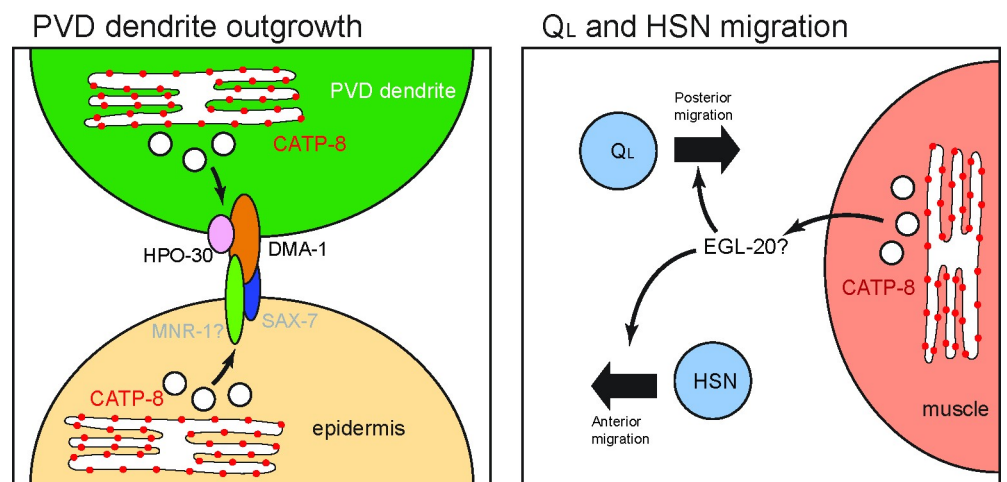 PVD dendrite outgrowth
PVD dendrite
CATP-8
HPO-30
DMA-1
MNR-1?
SAX-7
CATP-8
epidermis
QL and HSN migration
Posterior
migration
QL
EGL-20?
CATP-8
HSN
Anterior
migration
muscle